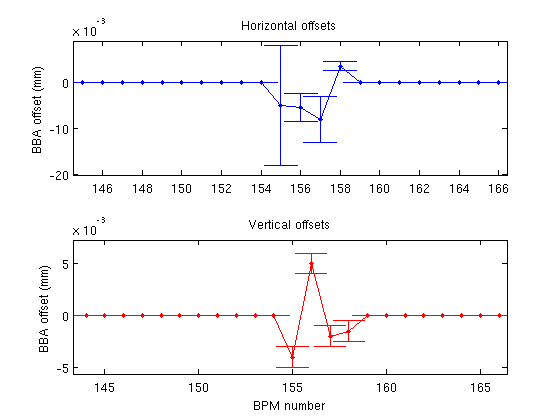 Horizontal offsets
× 10⁻³
BBA offset (mm)
0
-10
-20
146 148 150 152 154 156 158 160 162 164 166
Vertical offsets
× 10⁻³
BBA offset (mm)
5
0
-5
145 150 155 160 165
BPM number